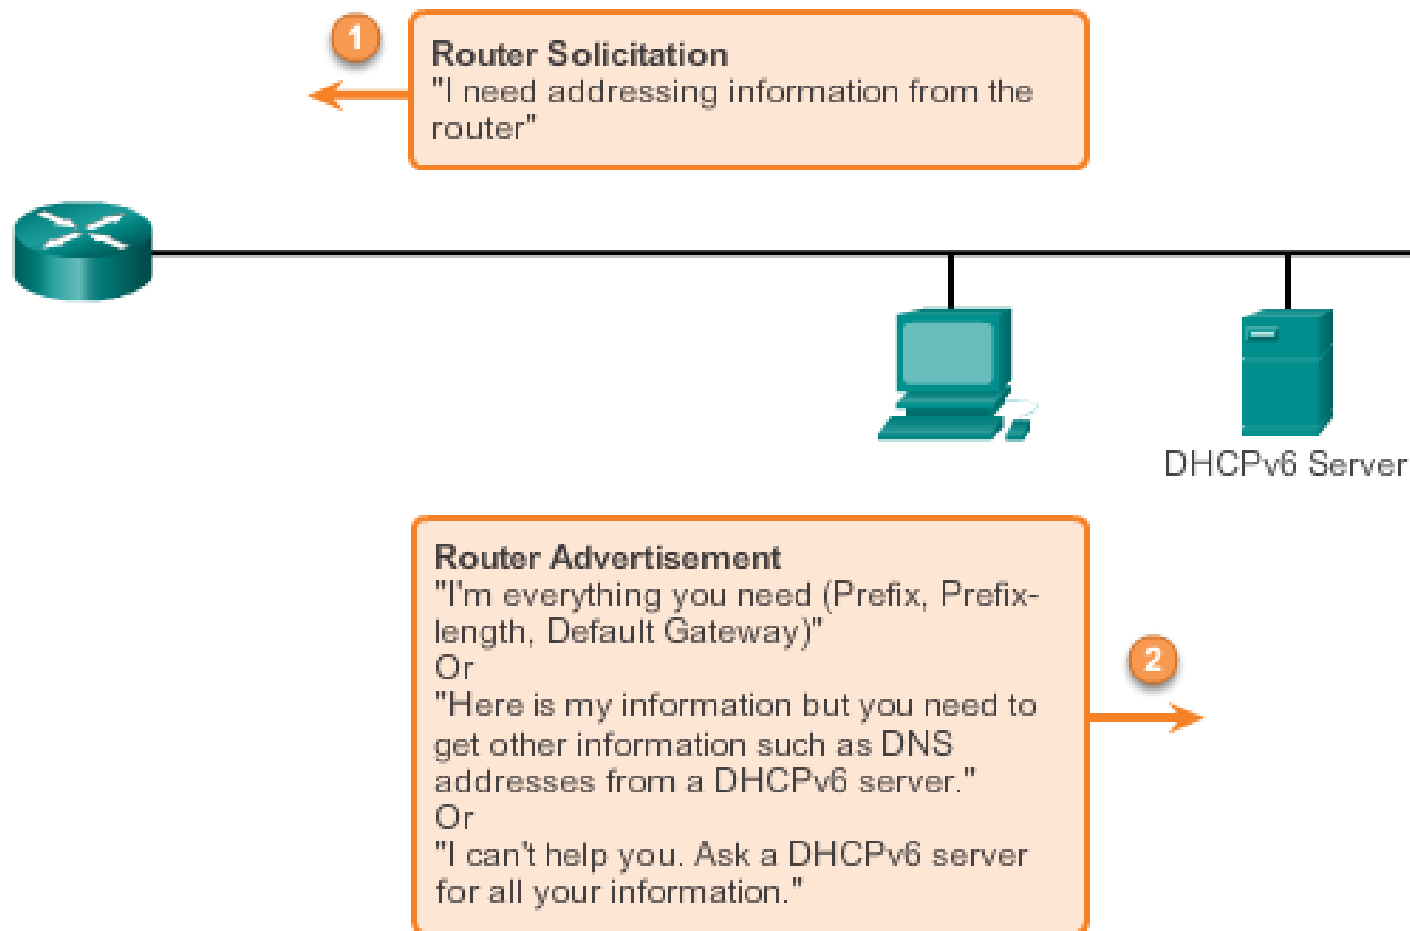 1
Router Solicitation
"I need addressing information from the
router"
DHCPv6 Server
Router Advertisement
"I'm everything you need (Prefix, Prefix-
length, Default Gateway)"
Or
"Here is my information but you need to
get other information such as DNS
addresses from a DHCPv6 server."
Or
"I can't help you. Ask a DHCPv6 server
for all your information."
2